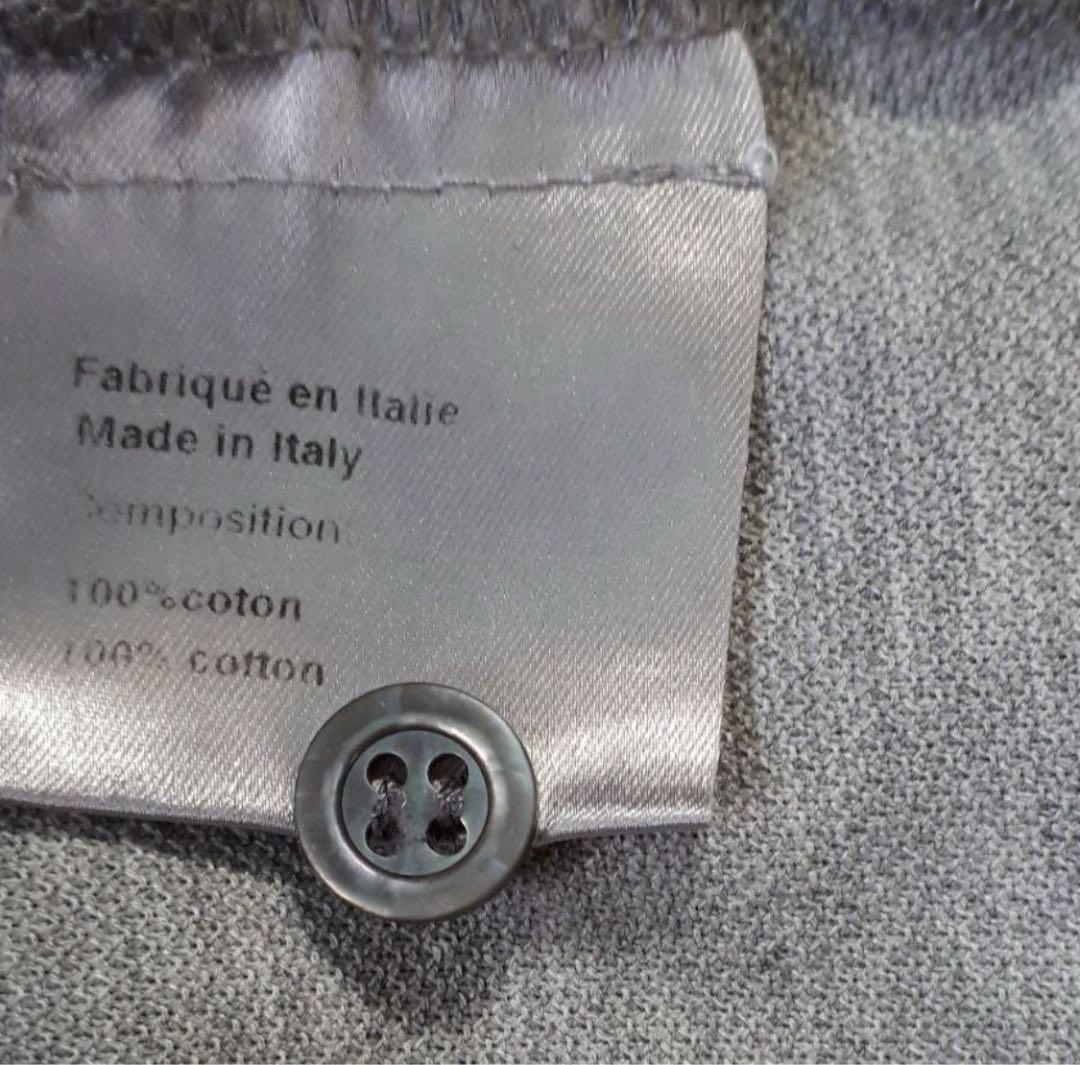 Fabriqué en Italie
Made in Italy
Composition
100%coton
100% cotton